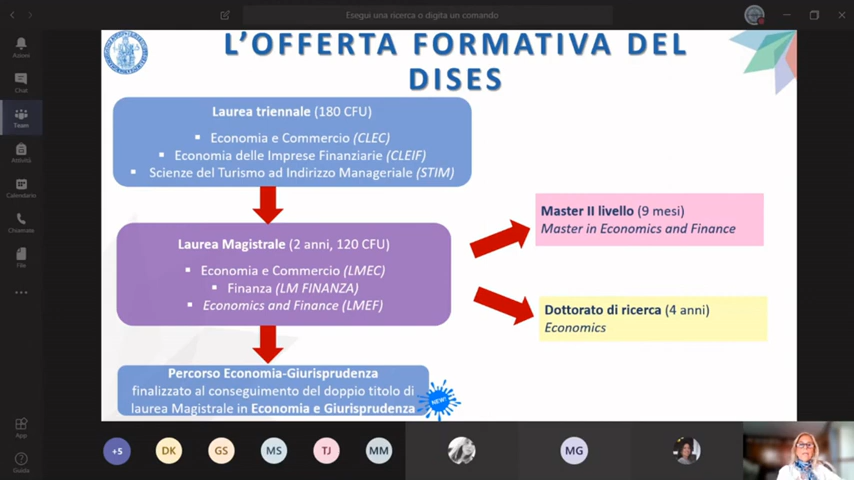 Esegui una ricerca o digita un comando
Azioni
Chat
Team
Attività
Calendario
Chiamate
File
App
Guida
L'OFFERTA FORMATIVA DEL
DISES
Laurea triennale (180 CFU)
▪ Economia e Commercio (CLEC)
▪ Economia delle Imprese Finanziarie (CLEIF)
▪ Scienze del Turismo ad Indirizzo Manageriale (STIM)
Laurea Magistrale (2 anni, 120 CFU)
▪ Economia e Commercio (LMEC)
▪ Finanza (LM FINANZA)
▪ Economics and Finance (LMEF)
Master II livello (9 mesi)
Master in Economics and Finance
Dottorato di ricerca (4 anni)
Economics
Percorso Economia-Giurisprudenza
finalizzato al conseguimento del doppio titolo di
laurea Magistrale in Economia e Giurisprudenza
NEW!
+5
DK
GS
MS
TJ
MM
MG